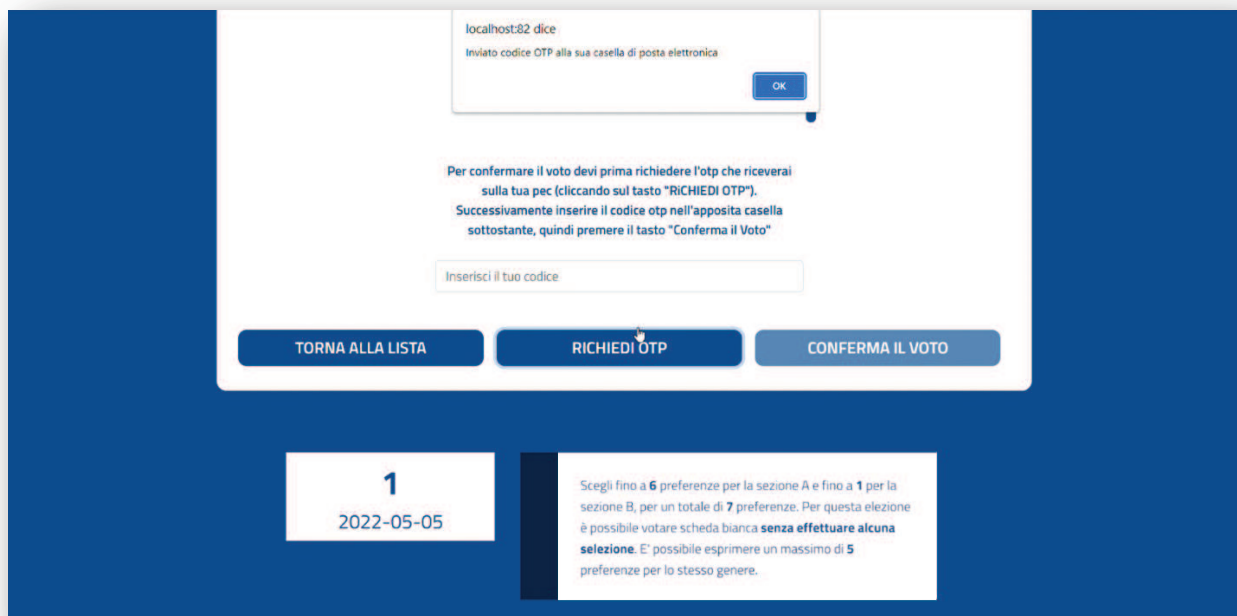 localhost:82 dice
Inviato codice OTP alla sua casella di posta elettronica
OK
Per confermare il voto devi prima richiedere l'otp che riceverai
sulla tua pec (cliccando sul tasto "RiCHIEDI OTP").
Successivamente inserire il codice otp nell'apposita casella
sottostante, quindi premere il tasto "Conferma il Voto"
Inserisci il tuo codice
TORNA ALLA LISTA
RICHIEDI OTP
CONFERMA IL VOTO
1
2022-05-05
Scegli fino a 6 preferenze per la sezione A e fino a 1 per la
sezione B, per un totale di 7 preferenze. Per questa elezione
è possibile votare scheda bianca senza effettuare alcuna
selezione. E' possibile esprimere un massimo di 5
preferenze per lo stesso genere.